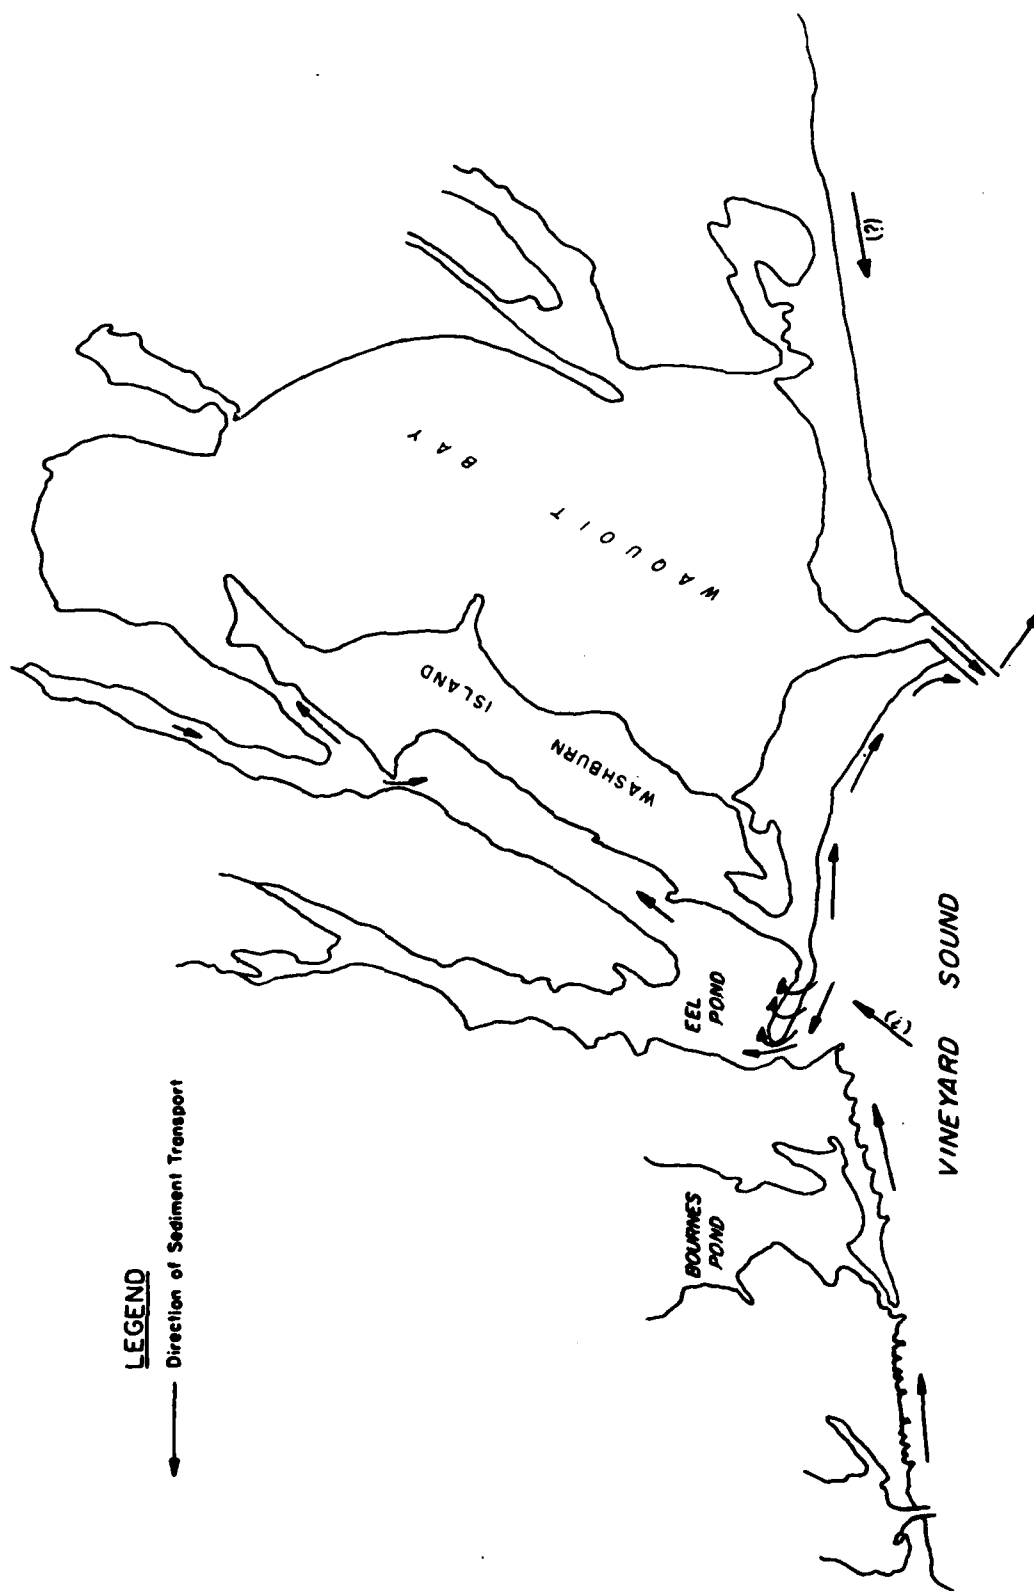 LEGEND
Direction of Sediment Transport
BOURNES
POND
EEL
POND
WASHBURN
ISLAND
WAQUOIT
BAY
VINEYARD SOUND
(?)
(?)